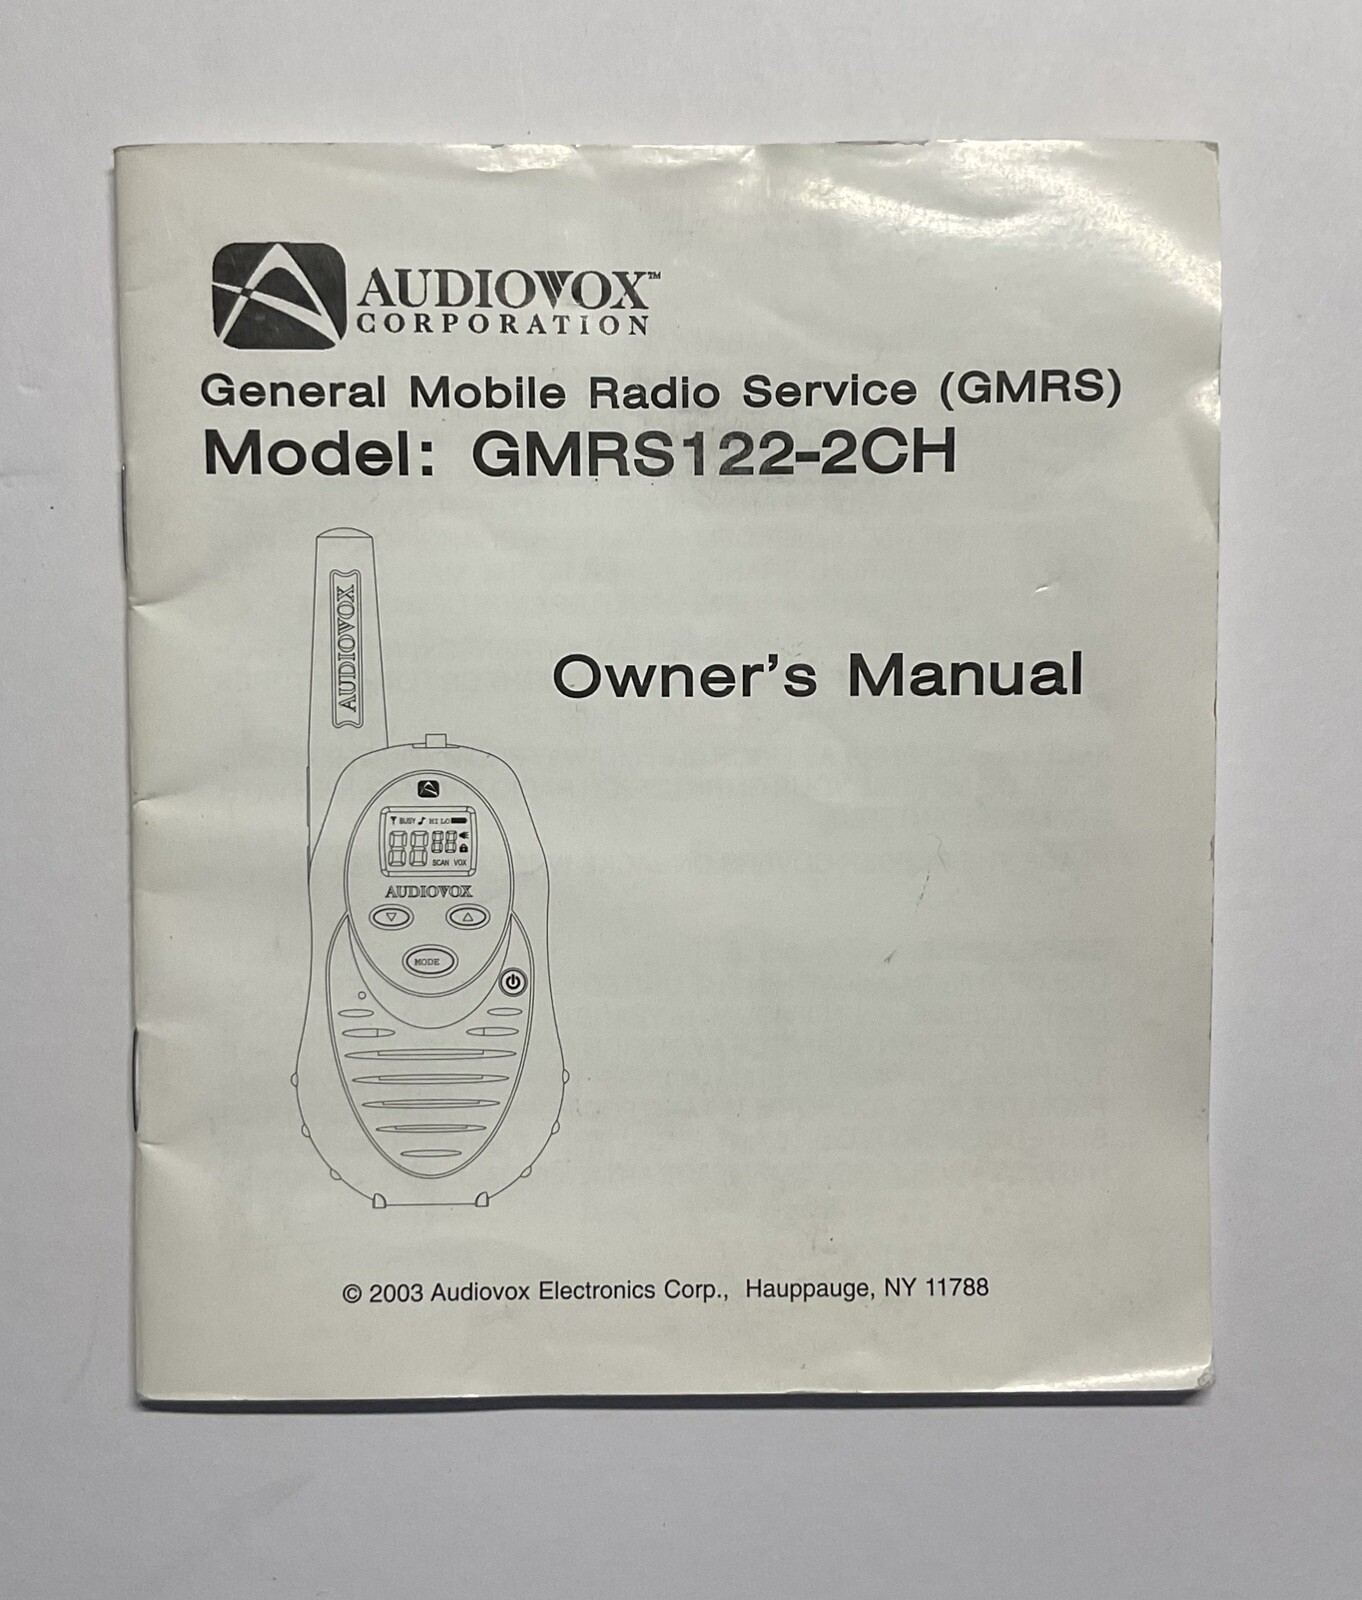 AUDIOVOX™
CORPORATION
General Mobile Radio Service (GMRS)
Model: GMRS122-2CH
AUDIOVOX
Owner's Manual
BUSY HI LO
SCAN VOX
AUDIOVOX
MODE
© 2003 Audiovox Electronics Corp., Hauppauge, NY 11788